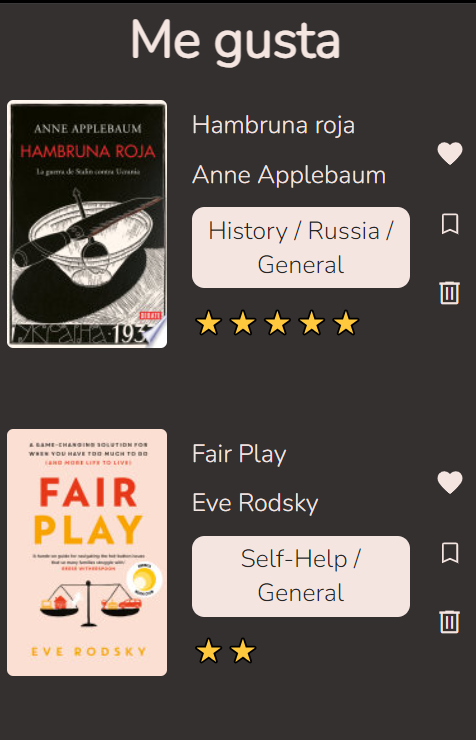 Me gusta
ANNE APPLEBAUM
HAMBRUNA ROJA
La guerra de Stalin contra Ucrania
DEBATE
УКРАЇНА · 193
Hambruna roja
Anne Applebaum
History / Russia /
General
A GAME-CHANGING SOLUTION FOR
WHEN YOU HAVE TOO MUCH TO DO
(AND MORE LIFE TO LIVE)
FAIR
PLAY
A hands-on guide for navigating the hot-button issues
that so many families struggle with'
REESE WITHERSPOON
EVE RODSKY
Fair Play
Eve Rodsky
Self-Help /
General